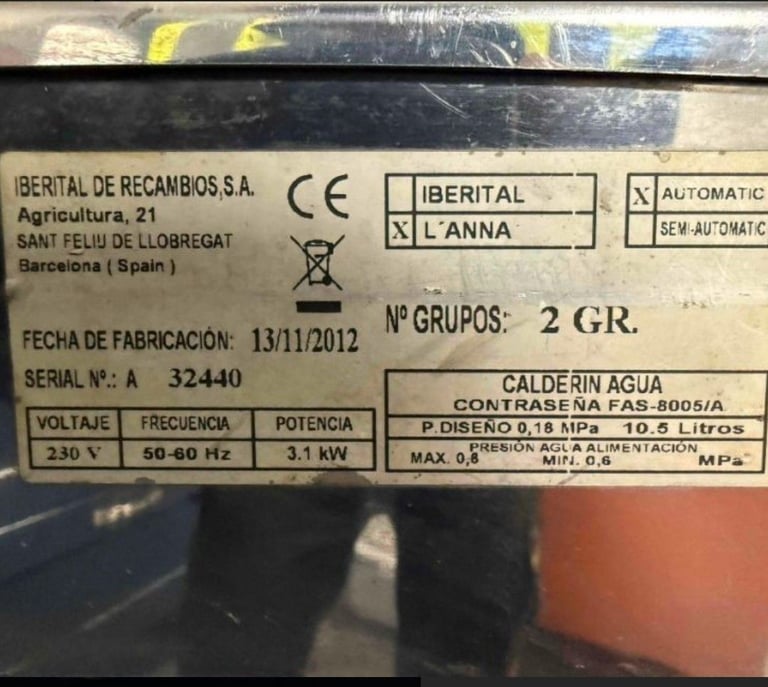 IBERITAL DE RECAMBIOS,S.A.
Agricultura, 21
SANT FELIU DE LLOBREGAT
Barcelona ( Spain )
CE
IBERITAL
X L´ANNA
X AUTOMATIC
SEMI-AUTOMATIC
FECHA DE FABRICACIÓN: 13/11/2012
SERIAL Nº.: A 32440
Nº GRUPOS: 2 GR.
VOLTAJE FRECUENCIA POTENCIA
230 V 50-60 Hz 3.1 kW
CALDERIN AGUA
CONTRASEÑA FAS-8005/A
P.DISEÑO 0,18 MPa 10.5 Litros
PRESIÓN AGUA ALIMENTACIÓN
MAX. 0,8 MIN. 0,6 MPa